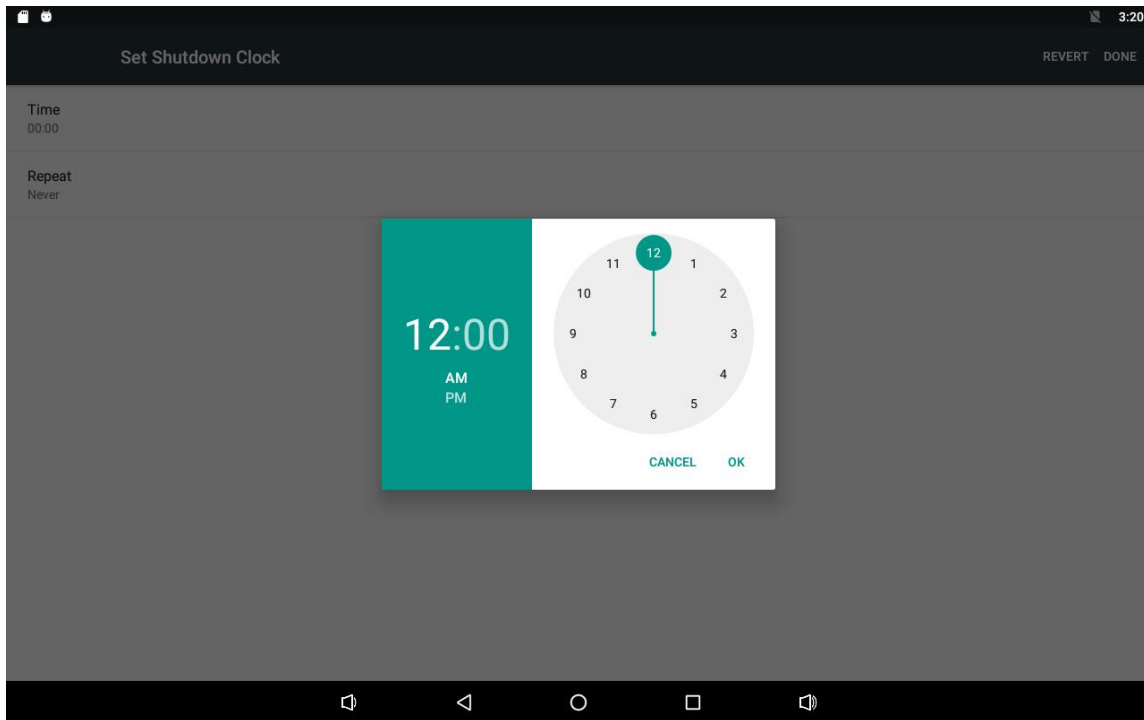 3:20
Set Shutdown Clock
REVERT DONE
Time
00:00
Repeat
Never
12:00
AM
PM
12
1
2
3
4
5
6
7
8
9
10
11
CANCEL OK